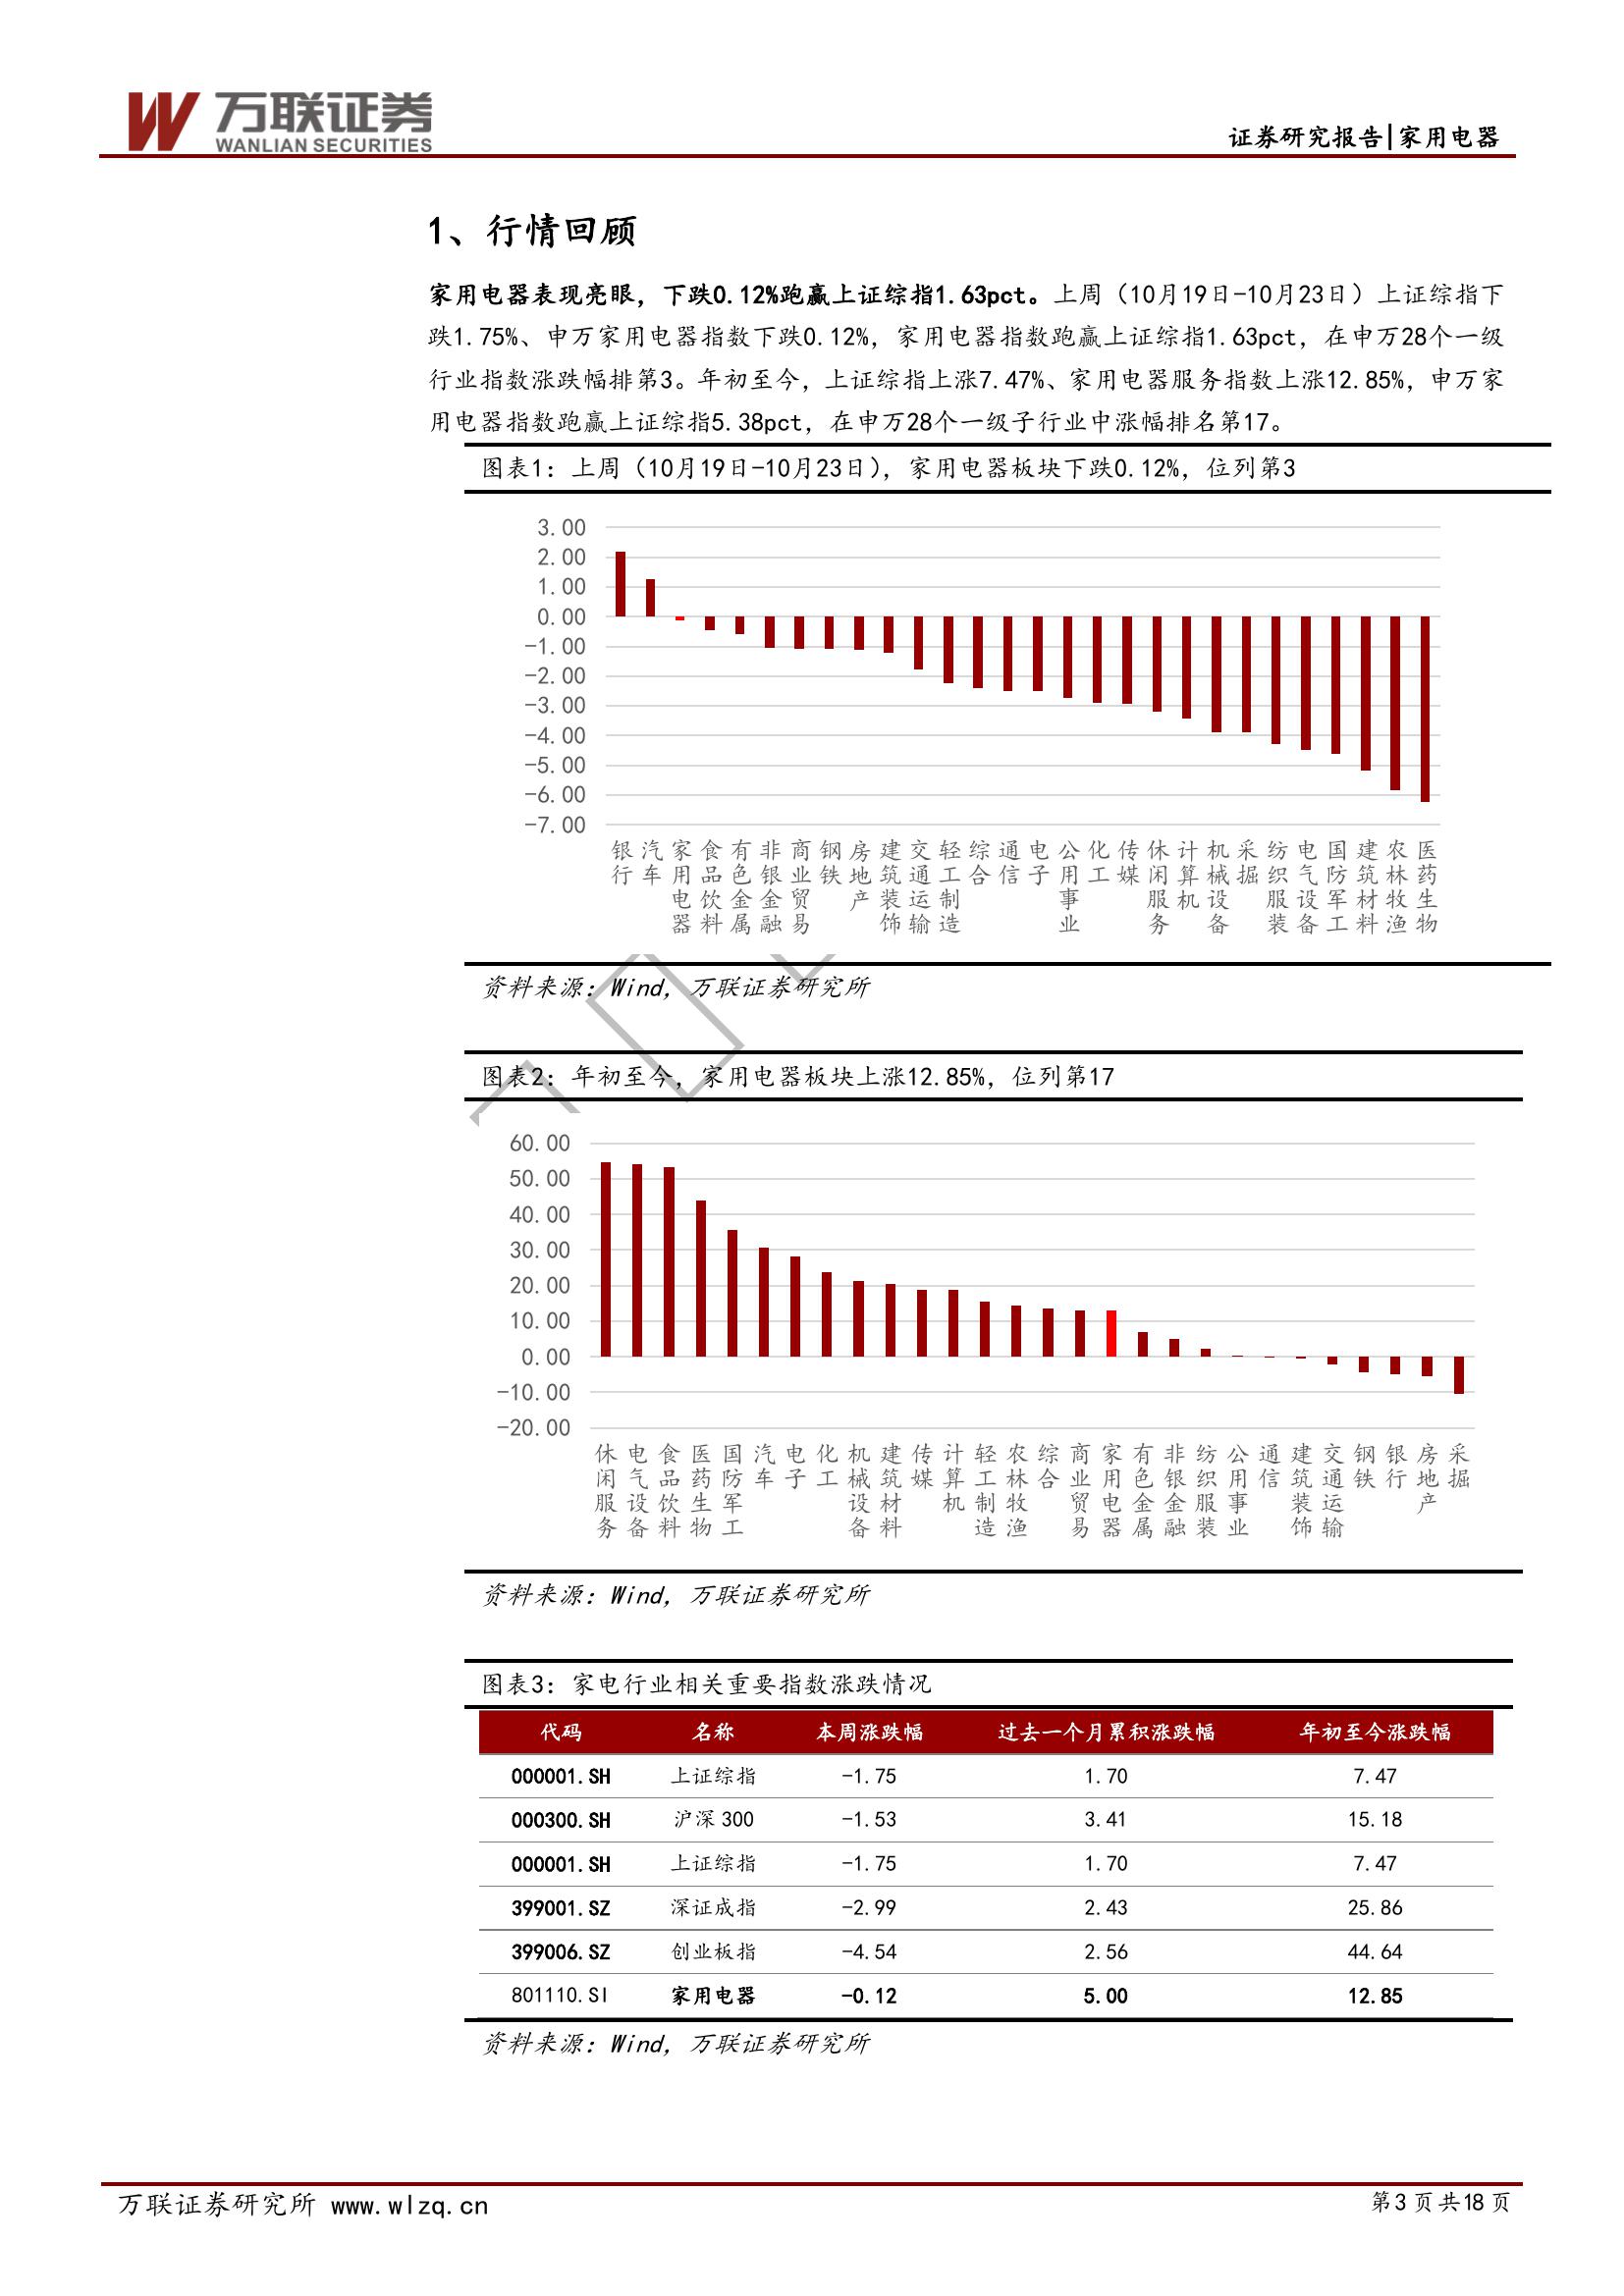 万联证券
WANLIAN SECURITIES
证券研究报告|家用电器
1、行情回顾
家用电器表现亮眼，下跌0.12%跑赢上证综指1.63pct。上周（10月19日-10月23日）上证综指下
跌1.75%、申万家用电器指数下跌0.12%，家用电器指数跑赢上证综指1.63pct，在申万28个一级
行业指数涨跌幅排第3。年初至今，上证综指上涨7.47%、家用电器服务指数上涨12.85%，申万家
用电器指数跑赢上证综指5.38pct，在申万28个一级子行业中涨幅排名第17。
图表1：上周（10月19日-10月23日），家用电器板块下跌0.12%，位列第3
3.00
2.00
1.00
0.00
-1.00
-2.00
-3.00
-4.00
-5.00
-6.00
-7.00
银行 汽车 家用电器 食品饮料 有色金属 非银金融 商业贸易 钢铁 房地产 建筑装饰 交通运输 轻工制造 综合 通信 电子 公用事业 化工 传媒 休闲服务 计算机 机械设备 采掘 纺织服装 电气设备 国防军工 建筑材料 农林牧渔 医药生物
资料来源：Wind，万联证券研究所
图表2：年初至今，家用电器板块上涨12.85%，位列第17
60.00
50.00
40.00
30.00
20.00
10.00
0.00
-10.00
-20.00
休闲服务 电气设备 食品饮料 医药生物 国防军工 汽车 电子 化工 机械设备 建筑材料 传媒 计算机 轻工制造 农林牧渔 综合 商业贸易 家用电器 有色金属 非银金融 纺织服装 公用事业 通信 建筑装饰 交通运输 钢铁 银行 房地产 采掘
资料来源：Wind，万联证券研究所
图表3：家电行业相关重要指数涨跌情况
代码 名称 本周涨跌幅 过去一个月累积涨跌幅 年初至今涨跌幅
000001.SH 上证综指 -1.75 1.70 7.47
000300.SH 沪深 300 -1.53 3.41 15.18
000001.SH 上证综指 -1.75 1.70 7.47
399001.SZ 深证成指 -2.99 2.43 25.86
399006.SZ 创业板指 -4.54 2.56 44.64
801110.SI 家用电器 -0.12 5.00 12.85
资料来源：Wind，万联证券研究所
万联证券研究所 www.wlzq.cn
第3 页 共18 页